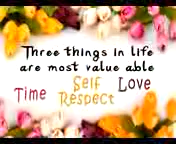 Three things in life
are most value able
Time Self Love
Respect